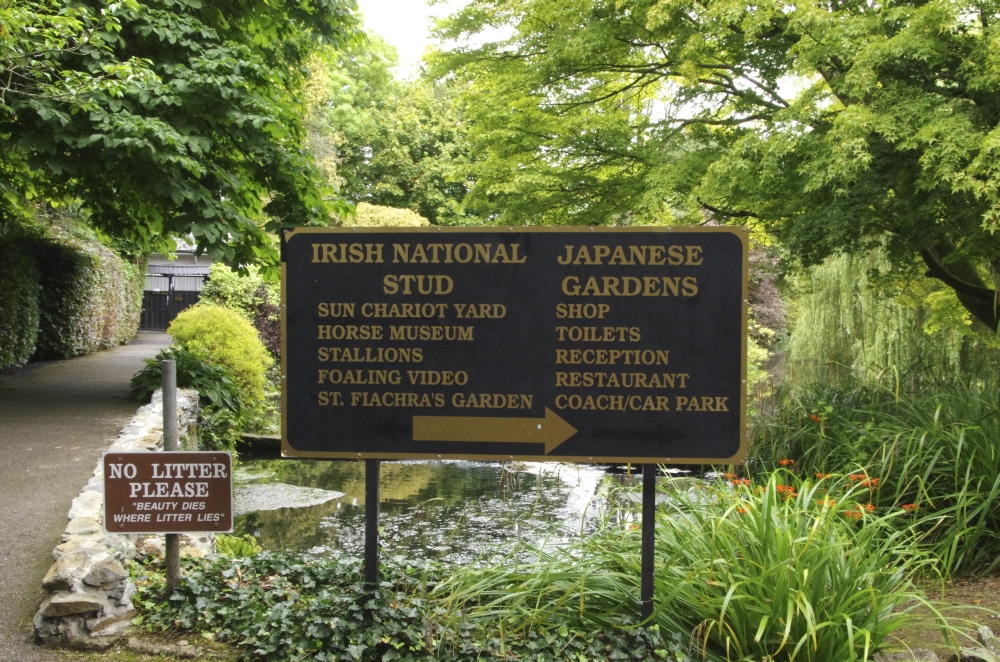 IRISH NATIONAL
STUD
SUN CHARIOT YARD
HORSE MUSEUM
STALLIONS
FOALING VIDEO
ST. FIACHRA'S GARDEN
JAPANESE
GARDENS
SHOP
TOILETS
RECEPTION
RESTAURANT
COACH/CAR PARK
NO LITTER
PLEASE
"BEAUTY DIES
WHERE LITTER LIES"